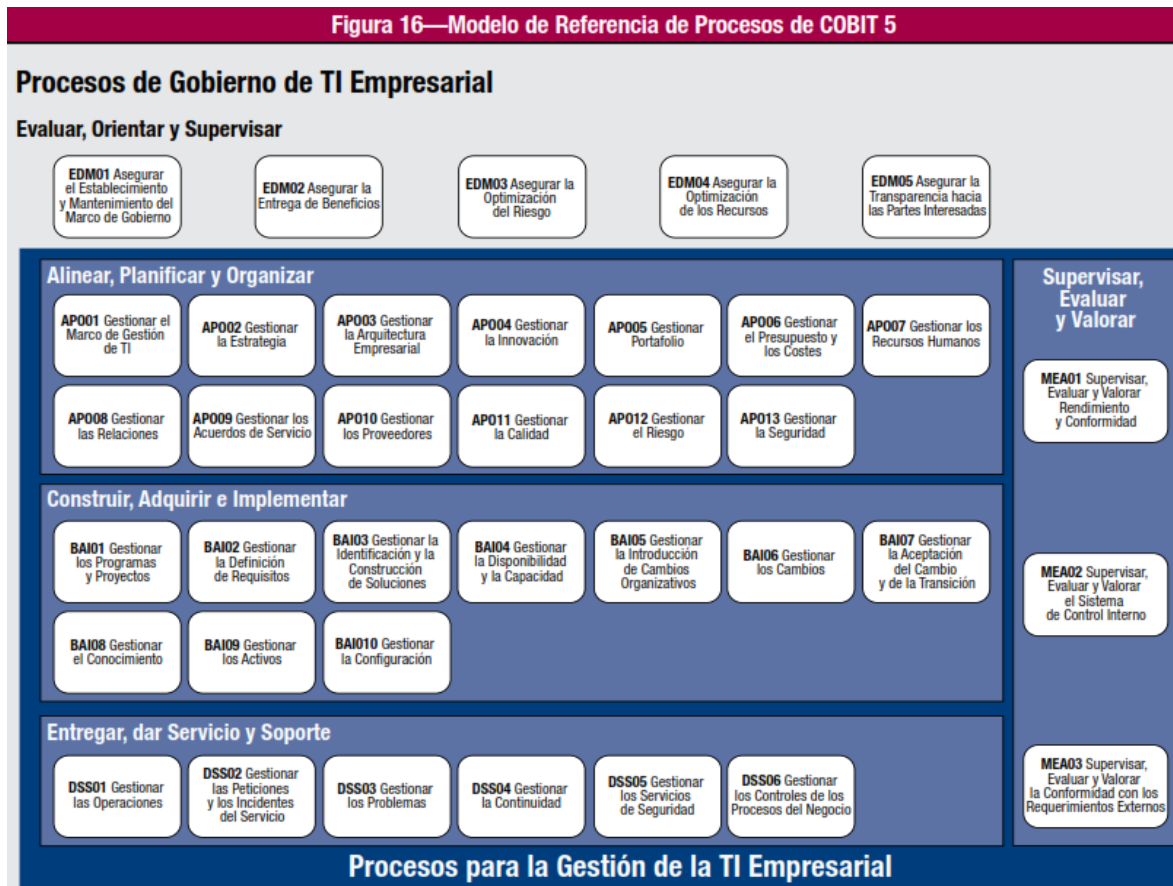 Figura 16—Modelo de Referencia de Procesos de COBIT 5
Procesos de Gobierno de TI Empresarial
Evaluar, Orientar y Supervisar
EDM01 Asegurar
el Establecimiento
y Mantenimiento del
Marco de Gobierno
EDM02 Asegurar la
Entrega de Beneficios
EDM03 Asegurar la
Optimización
del Riesgo
EDM04 Asegurar la
Optimización
de los Recursos
EDM05 Asegurar la
Transparencia hacia
las Partes Interesadas
Alinear, Planificar y Organizar
APO01 Gestionar el
Marco de Gestión
de TI
APO02 Gestionar
la Estrategia
APO03 Gestionar
la Arquitectura
Empresarial
APO04 Gestionar
la Innovación
APO05 Gestionar
Portafolio
APO06 Gestionar
el Presupuesto y
los Costes
APO07 Gestionar los
Recursos Humanos
APO08 Gestionar
las Relaciones
APO09 Gestionar los
Acuerdos de Servicio
APO10 Gestionar
los Proveedores
APO11 Gestionar
la Calidad
APO12 Gestionar
el Riesgo
APO13 Gestionar
la Seguridad
Construir, Adquirir e Implementar
BAI01 Gestionar
los Programas
y Proyectos
BAI02 Gestionar
la Definición
de Requisitos
BAI03 Gestionar la
Identificación y la
Construcción
de Soluciones
BAI04 Gestionar
la Disponibilidad
y la Capacidad
BAI05 Gestionar
la Introducción
de Cambios
Organizativos
BAI06 Gestionar
los Cambios
BAI07 Gestionar
la Aceptación
del Cambio
y de la Transición
BAI08 Gestionar
el Conocimiento
BAI09 Gestionar
los Activos
BAI010 Gestionar
la Configuración
Entregar, dar Servicio y Soporte
DSS01 Gestionar
las Operaciones
DSS02 Gestionar
las Peticiones
y los Incidentes
del Servicio
DSS03 Gestionar
los Problemas
DSS04 Gestionar
la Continuidad
DSS05 Gestionar
los Servicios
de Seguridad
DSS06 Gestionar
los Controles de los
Procesos del Negocio
Supervisar,
Evaluar
y Valorar
MEA01 Supervisar,
Evaluar y Valorar
Rendimiento
y Conformidad
MEA02 Supervisar,
Evaluar y Valorar
el Sistema
de Control Interno
MEA03 Supervisar,
Evaluar y Valorar
la Conformidad con los
Requerimientos Externos
Procesos para la Gestión de la TI Empresarial